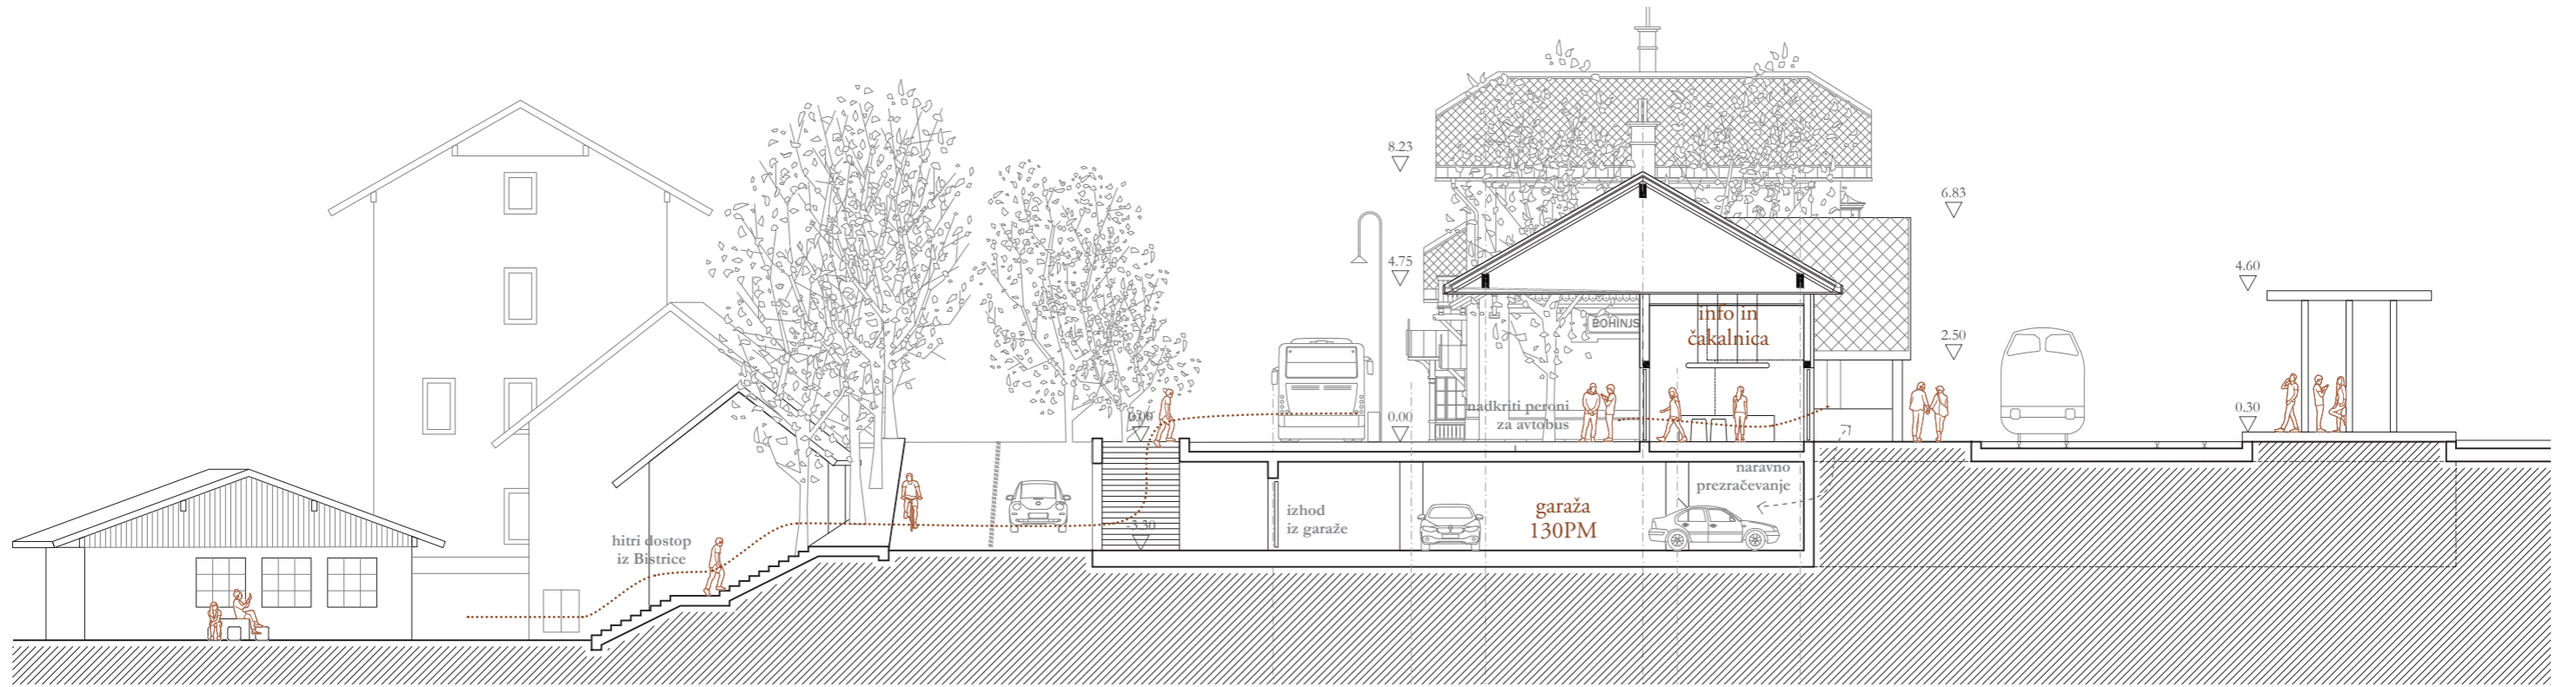 8.23
6.83
4.75
4.60
info in
čakalnica
BOHINJS
2.50
0.00
0.00
nadkriti peroni
za avtobus
0.30
naravno
prezračevanje
izhod
iz garaže
garaža
130PM
-3.30
hitri dostop
iz Bistrice